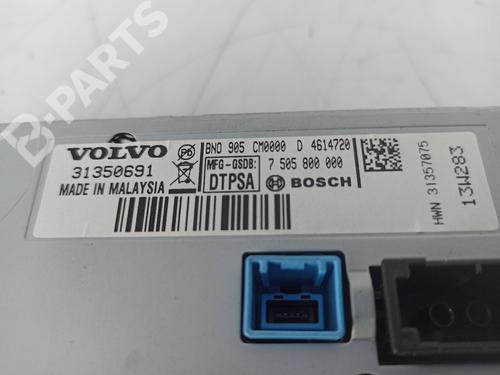 B-PARTS
VOLVO
31350691
MADE IN MALAYSIA
BNO 905 CM0000 D 4614720
MFG-GSDB: 7 505 800 000
DTPSA BOSCH
HWN 31357075
13W283